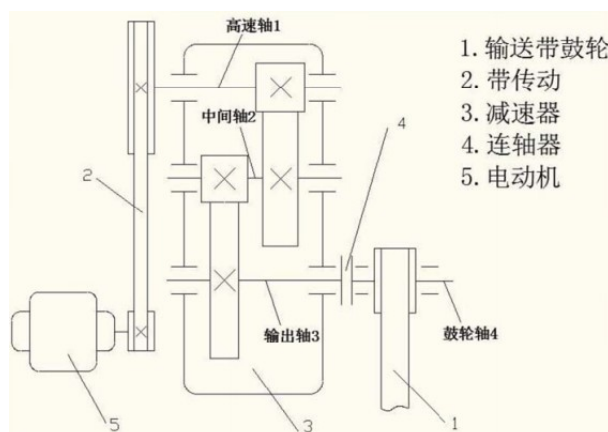 高速轴1
中间轴2
输出轴3
鼓轮轴4
2
4
5
3
1
1.输送带鼓轮
2.带传动
3.减速器
4.连轴器
5.电动机